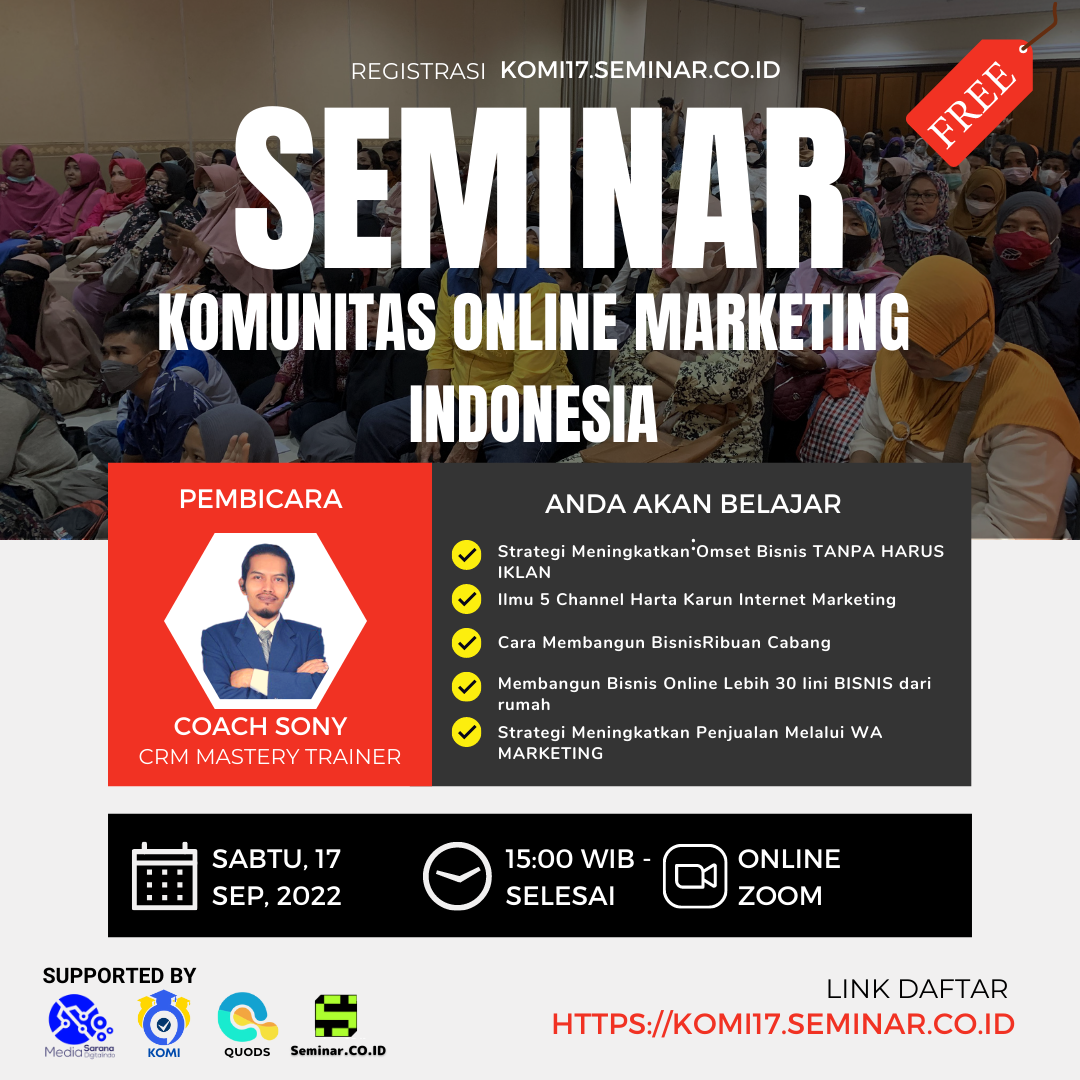 REGISTRASI KOMI17.SEMINAR.CO.ID
FREE
SEMINAR
KOMUNITAS ONLINE MARKETING
INDONESIA
PEMBICARA
COACH SONY
CRM MASTERY TRAINER
ANDA AKAN BELAJAR
:
Strategi Meningkatkan Omset Bisnis TANPA HARUS
IKLAN
Ilmu 5 Channel Harta Karun Internet Marketing
Cara Membangun BisnisRibuan Cabang
Membangun Bisnis Online Lebih 30 lini BISNIS dari
rumah
Strategi Meningkatkan Penjualan Melalui WA
MARKETING
SABTU, 17
SEP, 2022
15:00 WIB -
SELESAI
ONLINE
ZOOM
SUPPORTED BY
Media Sarana
Digitalindo
KOMI
QUODS
Seminar.CO.ID
LINK DAFTAR
HTTPS://KOMI17.SEMINAR.CO.ID